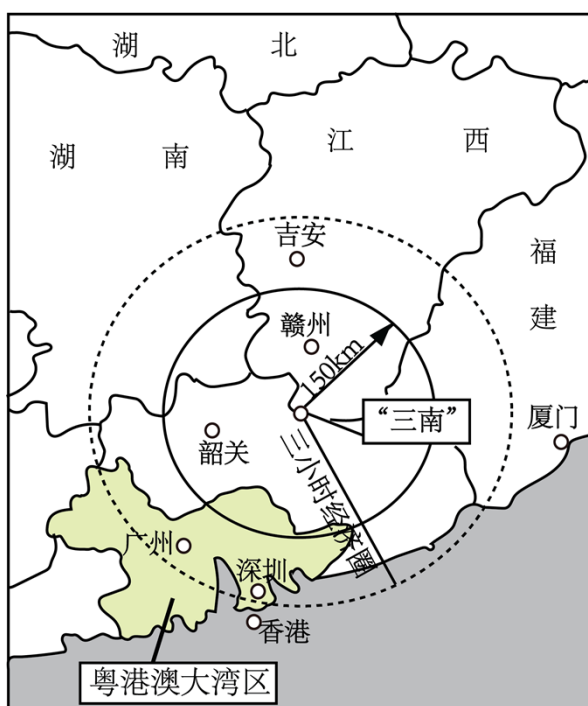 湖 北
湖 南
江 西
福建
吉安
赣州
150km
“三南”
厦门
韶关
三小时经济圈
广州
深圳
香港
粤港澳大湾区